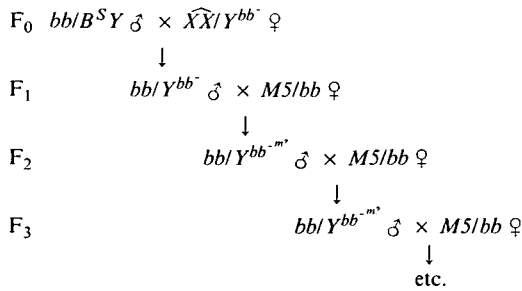 F₀ bb/BˢY ♂ × X͡X/Y^bb⁻ ♀
↓
F₁ bb/Y^bb⁻ ♂ × M5/bb ♀
↓
F₂ bb/Y^bb⁻ᵐ' ♂ × M5/bb ♀
↓
F₃ bb/Y^bb⁻ᵐ' ♂ × M5/bb ♀
↓
etc.